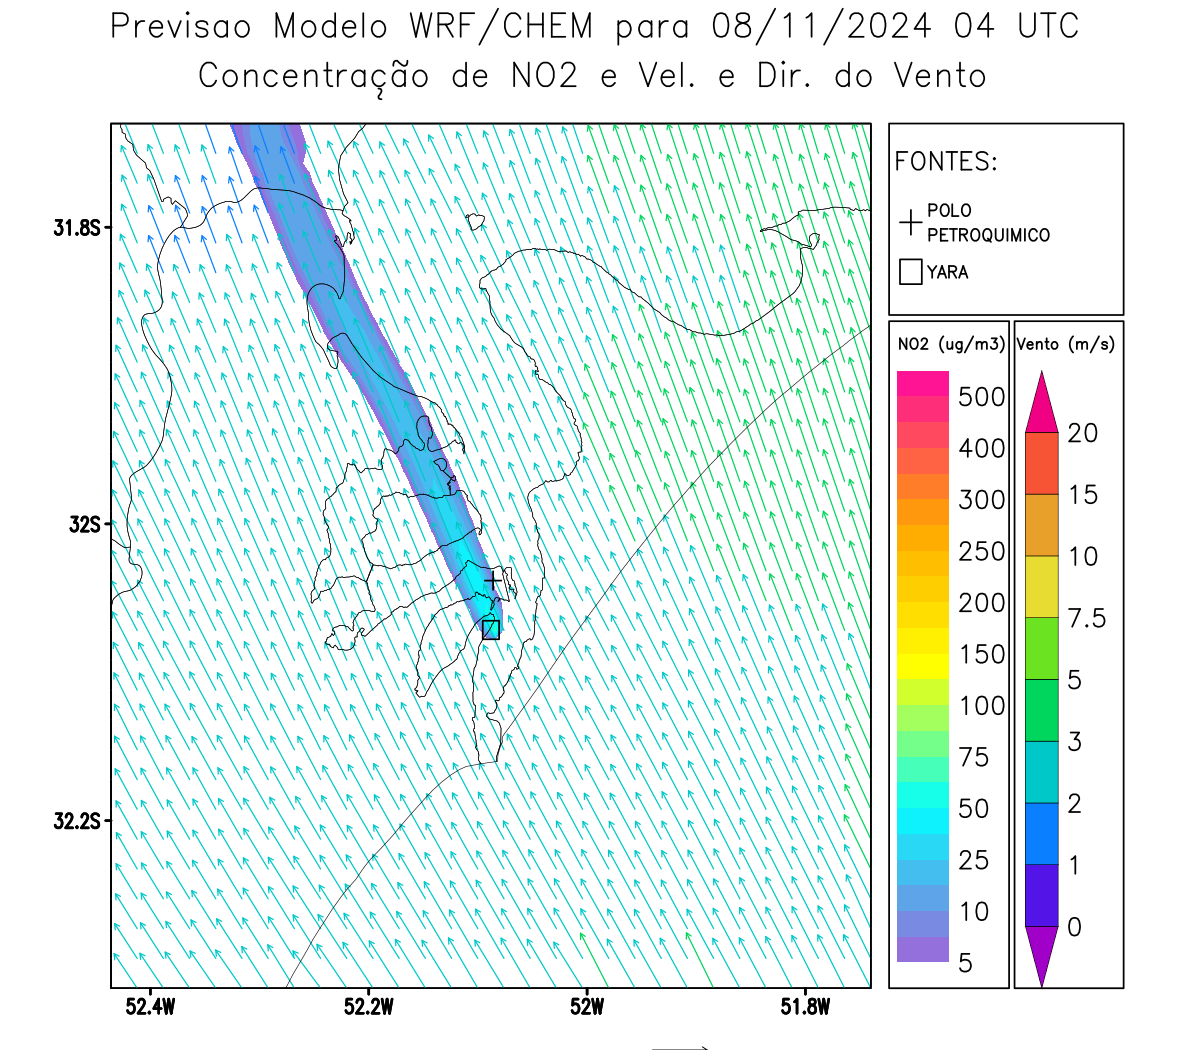 Previsao Modelo WRF/CHEM para 08/11/2024 04 UTC
Concentração de NO2 e Vel. e Dir. do Vento
FONTES:
POLO
PETROQUIMICO
YARA
NO2 (ug/m3)
500
400
300
250
200
150
100
75
50
25
10
5
Vento (m/s)
20
15
10
7.5
5
3
2
1
0
31.8S
32S
32.2S
52.4W
52.2W
52W
51.8W